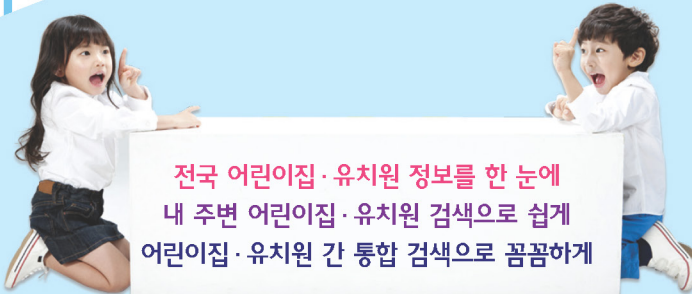 전국 어린이집·유치원 정보를 한 눈에
내 주변 어린이집·유치원 검색으로 쉽게
어린이집·유치원 간 통합 검색으로 꼼꼼하게